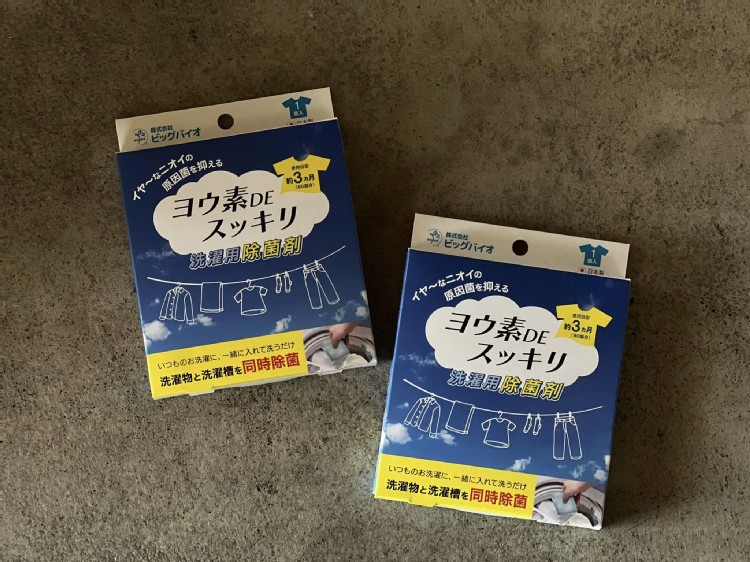 株式会社
ビッグバイオ
1
個入
日本製
イヤ〜なニオイの
原因菌を抑える
使用目安
約3ヵ月
(90回分)
ヨウ素DE
スッキリ
洗濯用除菌剤
いつものお洗濯に、一緒に入れて洗うだけ
洗濯物と洗濯槽を同時除菌
株式会社
ビッグバイオ
1
個入
日本製
イヤ〜なニオイの
原因菌を抑える
使用目安
約3ヵ月
(90回分)
ヨウ素DE
スッキリ
洗濯用除菌剤
いつものお洗濯に、一緒に入れて洗うだけ
洗濯物と洗濯槽を同時除菌